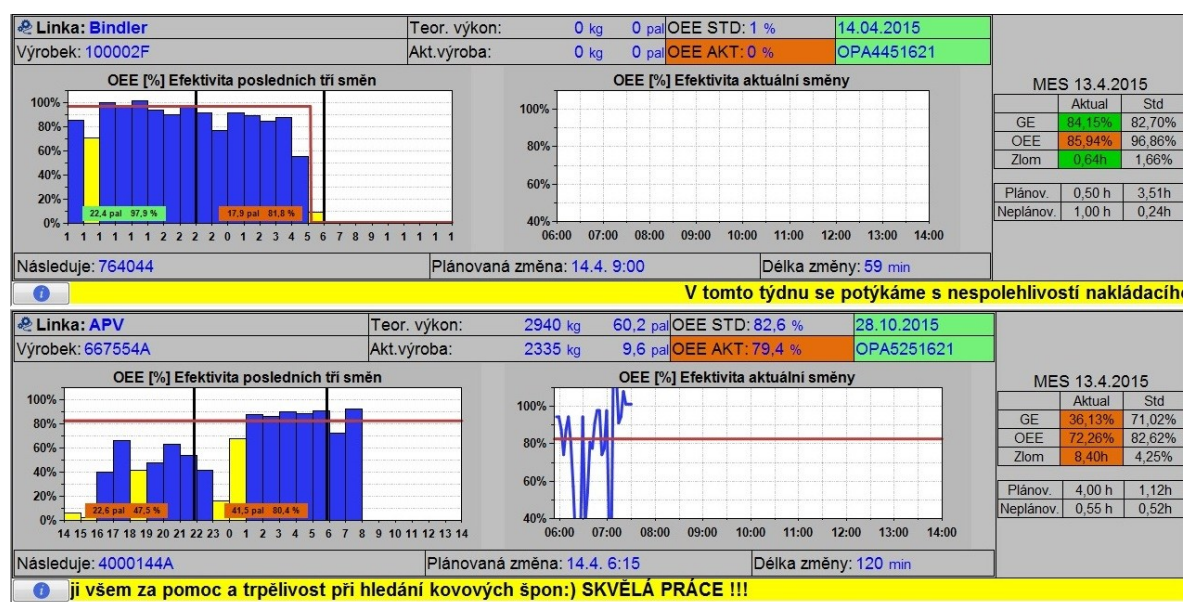 Linka: Bindler Teor. výkon: 0 kg 0 pal OEE STD: 1 % 14.04.2015
Výrobek: 100002F Akt.výroba: 0 kg 0 pal OEE AKT: 0 % OPA4451621
OEE [%] Efektivita posledních tří směn
100%
80%
60%
40%
20%
0%
22,4 pal 97,9 % 17,9 pal 81,8 %
1 1 1 1 1 1 2 2 2 2 0 1 2 3 4 5 6 7 8 9 1 1 1 1 1
OEE [%] Efektivita aktuální směny
100%
80%
60%
40%
06:00 07:00 08:00 09:00 10:00 11:00 12:00 13:00 14:00
MES 13.4.2015
Aktual Std
GE 84,15% 82,70%
OEE 85,94% 96,86%
Zlom 0,64h 1,66%
Plánov. 0,50 h 3,51h
Neplánov. 1,00 h 0,24h
Následuje: 764044 Plánovaná změna: 14.4. 9:00 Délka změny: 59 min
V tomto týdnu se potýkáme s nespolehlivostí nakládacího
Linka: APV Teor. výkon: 2940 kg 60,2 pal OEE STD: 82,6 % 28.10.2015
Výrobek: 667554A Akt.výroba: 2335 kg 9,6 pal OEE AKT: 79,4 % OPA5251621
OEE [%] Efektivita posledních tří směn
100%
80%
60%
40%
20%
0%
22,6 pal 47,5 % 41,5 pal 80,4 %
14 15 16 17 18 19 20 21 22 23 0 1 2 3 4 5 6 7 8 9 10 11 12 13 14
OEE [%] Efektivita aktuální směny
100%
80%
60%
40%
06:00 07:00 08:00 09:00 10:00 11:00 12:00 13:00 14:00
MES 13.4.2015
Aktual Std
GE 36,13% 71,02%
OEE 72,26% 82,62%
Zlom 8,40h 4,25%
Plánov. 4,00 h 1,12h
Neplánov. 0,55 h 0,52h
Následuje: 4000144A Plánovaná změna: 14.4. 6:15 Délka změny: 120 min
ji všem za pomoc a trpělivost při hledání kovových špon:) SKVĚLÁ PRÁCE !!!